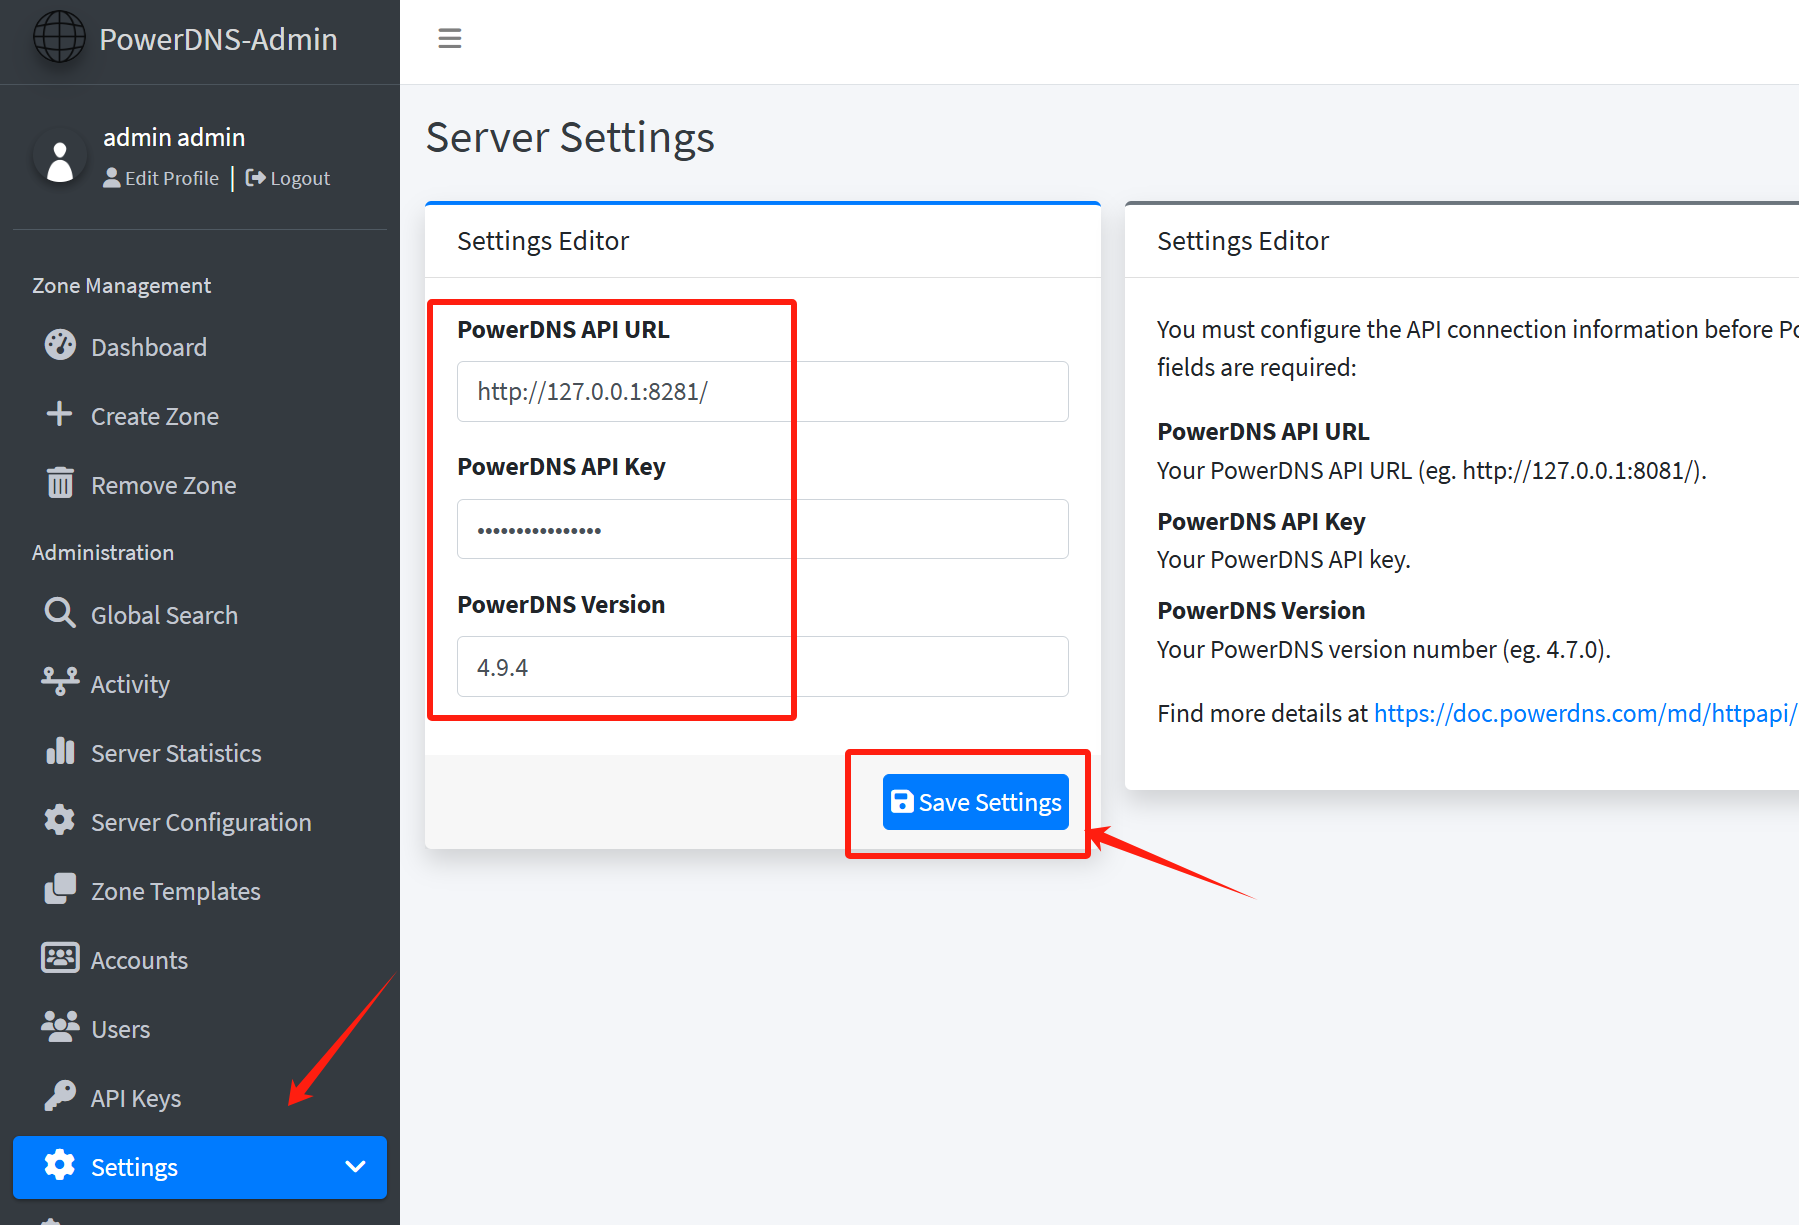 PowerDNS-Admin
admin admin
Edit Profile | Logout
Zone Management
Dashboard
Create Zone
Remove Zone
Administration
Global Search
Activity
Server Statistics
Server Configuration
Zone Templates
Accounts
Users
API Keys
Settings
Server Settings
Settings Editor
PowerDNS API URL
http://127.0.0.1:8281/
PowerDNS API Key
••••••••••••••••
PowerDNS Version
4.9.4
Save Settings
Settings Editor
You must configure the API connection information before
fields are required:
PowerDNS API URL
Your PowerDNS API URL (eg. http://127.0.0.1:8081/).
PowerDNS API Key
Your PowerDNS API key.
PowerDNS Version
Your PowerDNS version number (eg. 4.7.0).
Find more details at https://doc.powerdns.com/md/httpapi/